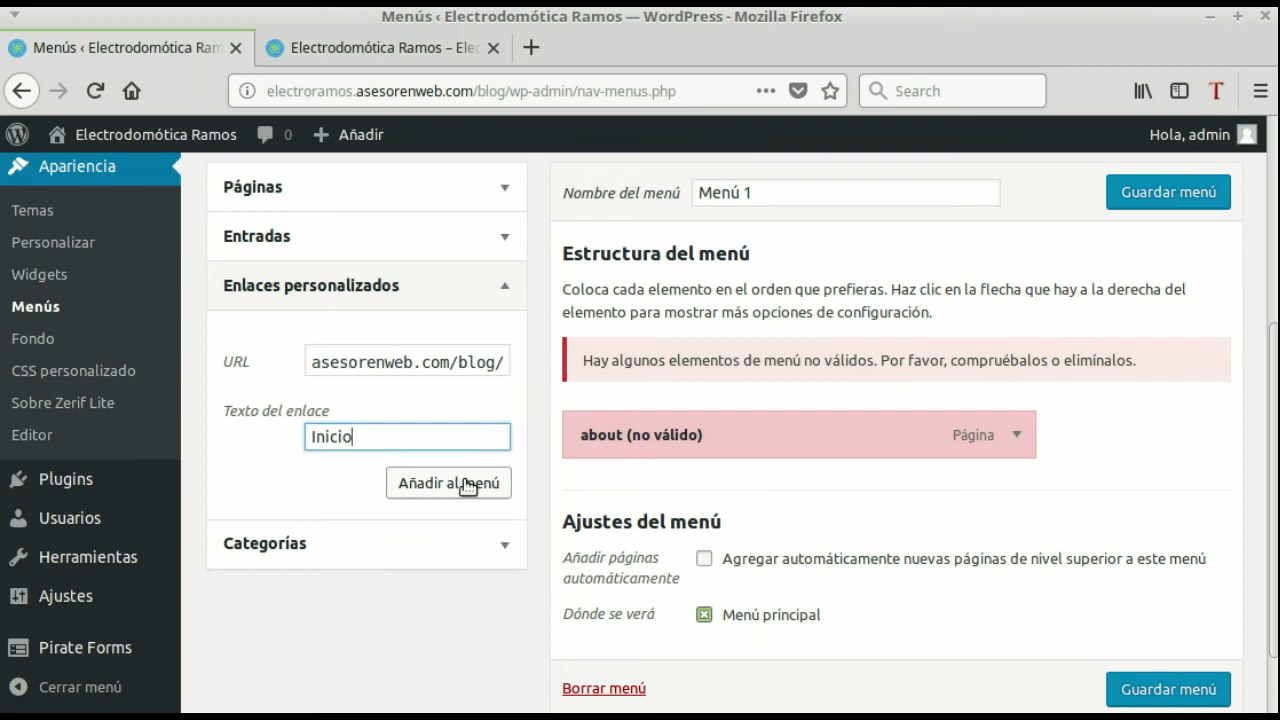 Menús ‹ Electrodomótica Ramos — WordPress - Mozilla Firefox
Menús ‹ Electrodomótica Ram
Electrodomótica Ramos – Elec
electroramos.asesorenweb.com/blog/wp-admin/nav-menus.php
Search
Electrodomótica Ramos
0
Añadir
Hola, admin
Apariencia
Temas
Personalizar
Widgets
Menús
Fondo
CSS personalizado
Sobre Zerif Lite
Editor
Plugins
Usuarios
Herramientas
Ajustes
Pirate Forms
Cerrar menú
Páginas
Entradas
Enlaces personalizados
URL
asesorenweb.com/blog/
Texto del enlace
Inicio
Añadir al menú
Categorías
Nombre del menú
Menú 1
Guardar menú
Estructura del menú
Coloca cada elemento en el orden que prefieras. Haz clic en la flecha que hay a la derecha del
elemento para mostrar más opciones de configuración.
Hay algunos elementos de menú no válidos. Por favor, compruébalos o elimínalos.
about (no válido)
Página
Ajustes del menú
Añadir páginas
automáticamente
Agregar automáticamente nuevas páginas de nivel superior a este menú
Dónde se verá
Menú principal
Borrar menú
Guardar menú